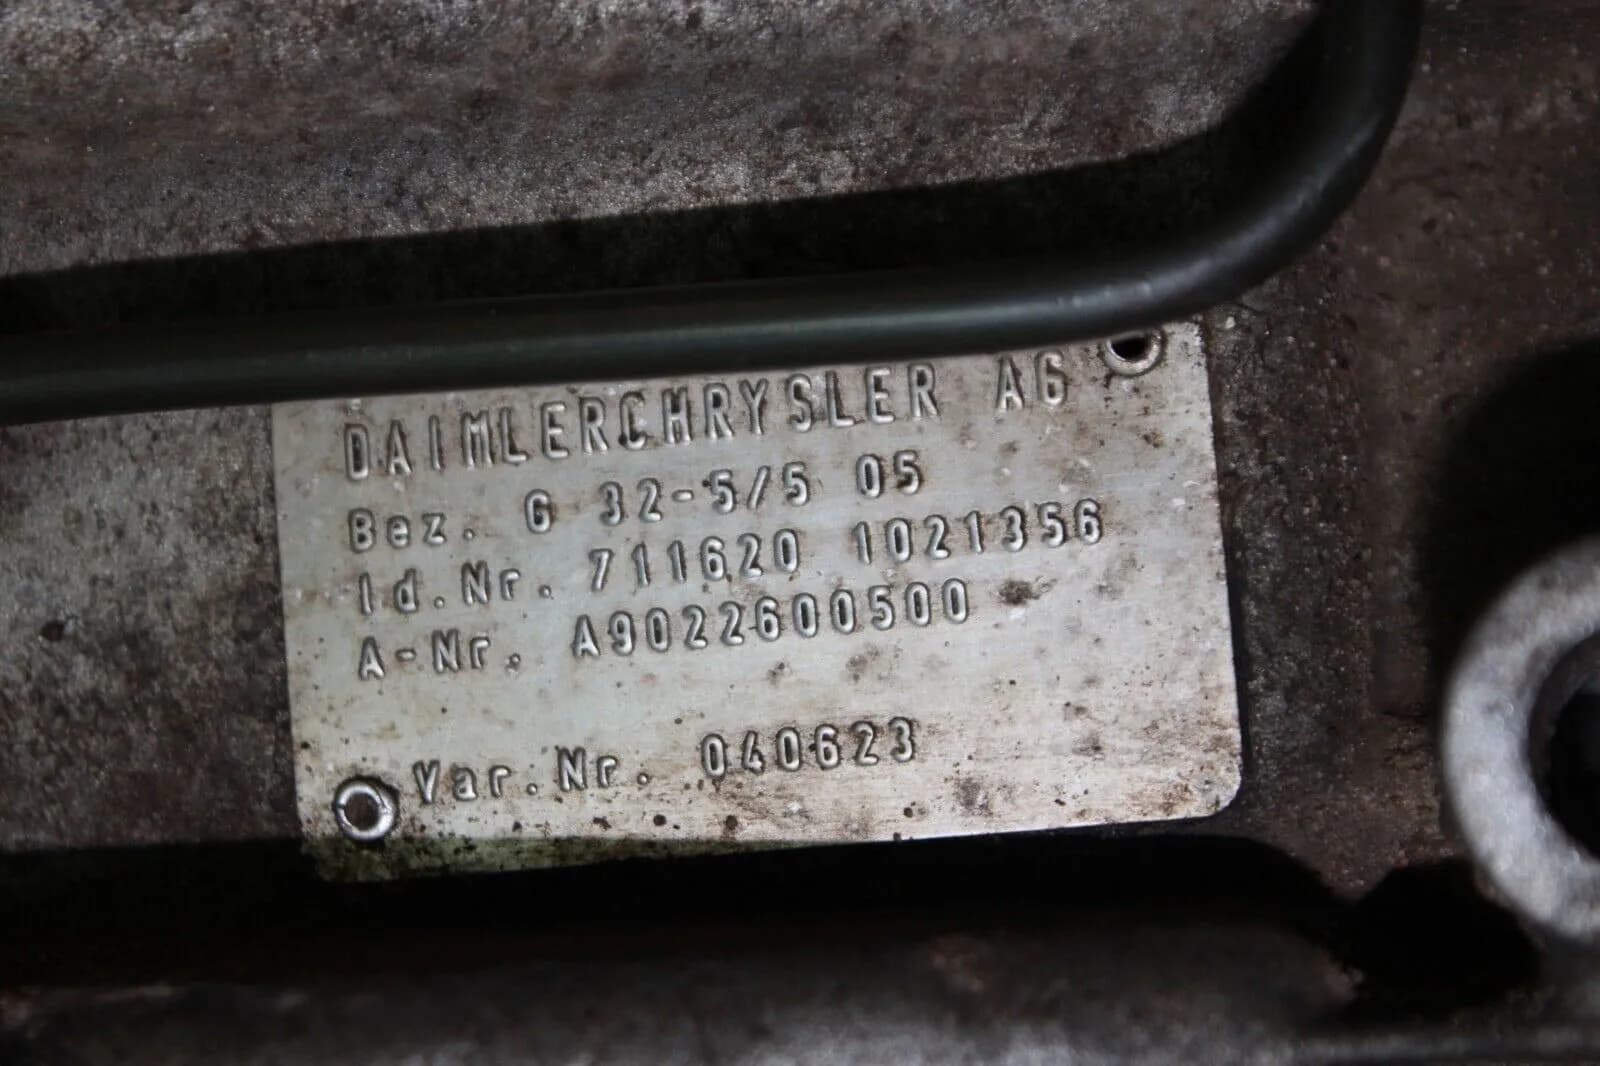 DAIMLERCHRYSLER AG
Bez. G 32-5/5 05
Id.Nr. 711620 1021356
A-Nr. A9022600500
Var.Nr. 040623